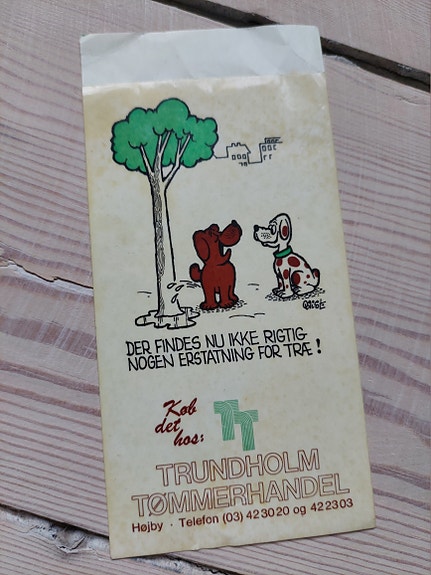 DER FINDES NU IKKE RIGTIG
NOGEN ERSTATNING FOR TRÆ!
Køb
det
hos:
TT
TRUNDHOLM
TØMMERHANDEL
Højby · Telefon (03) 42 30 20 og 42 23 03